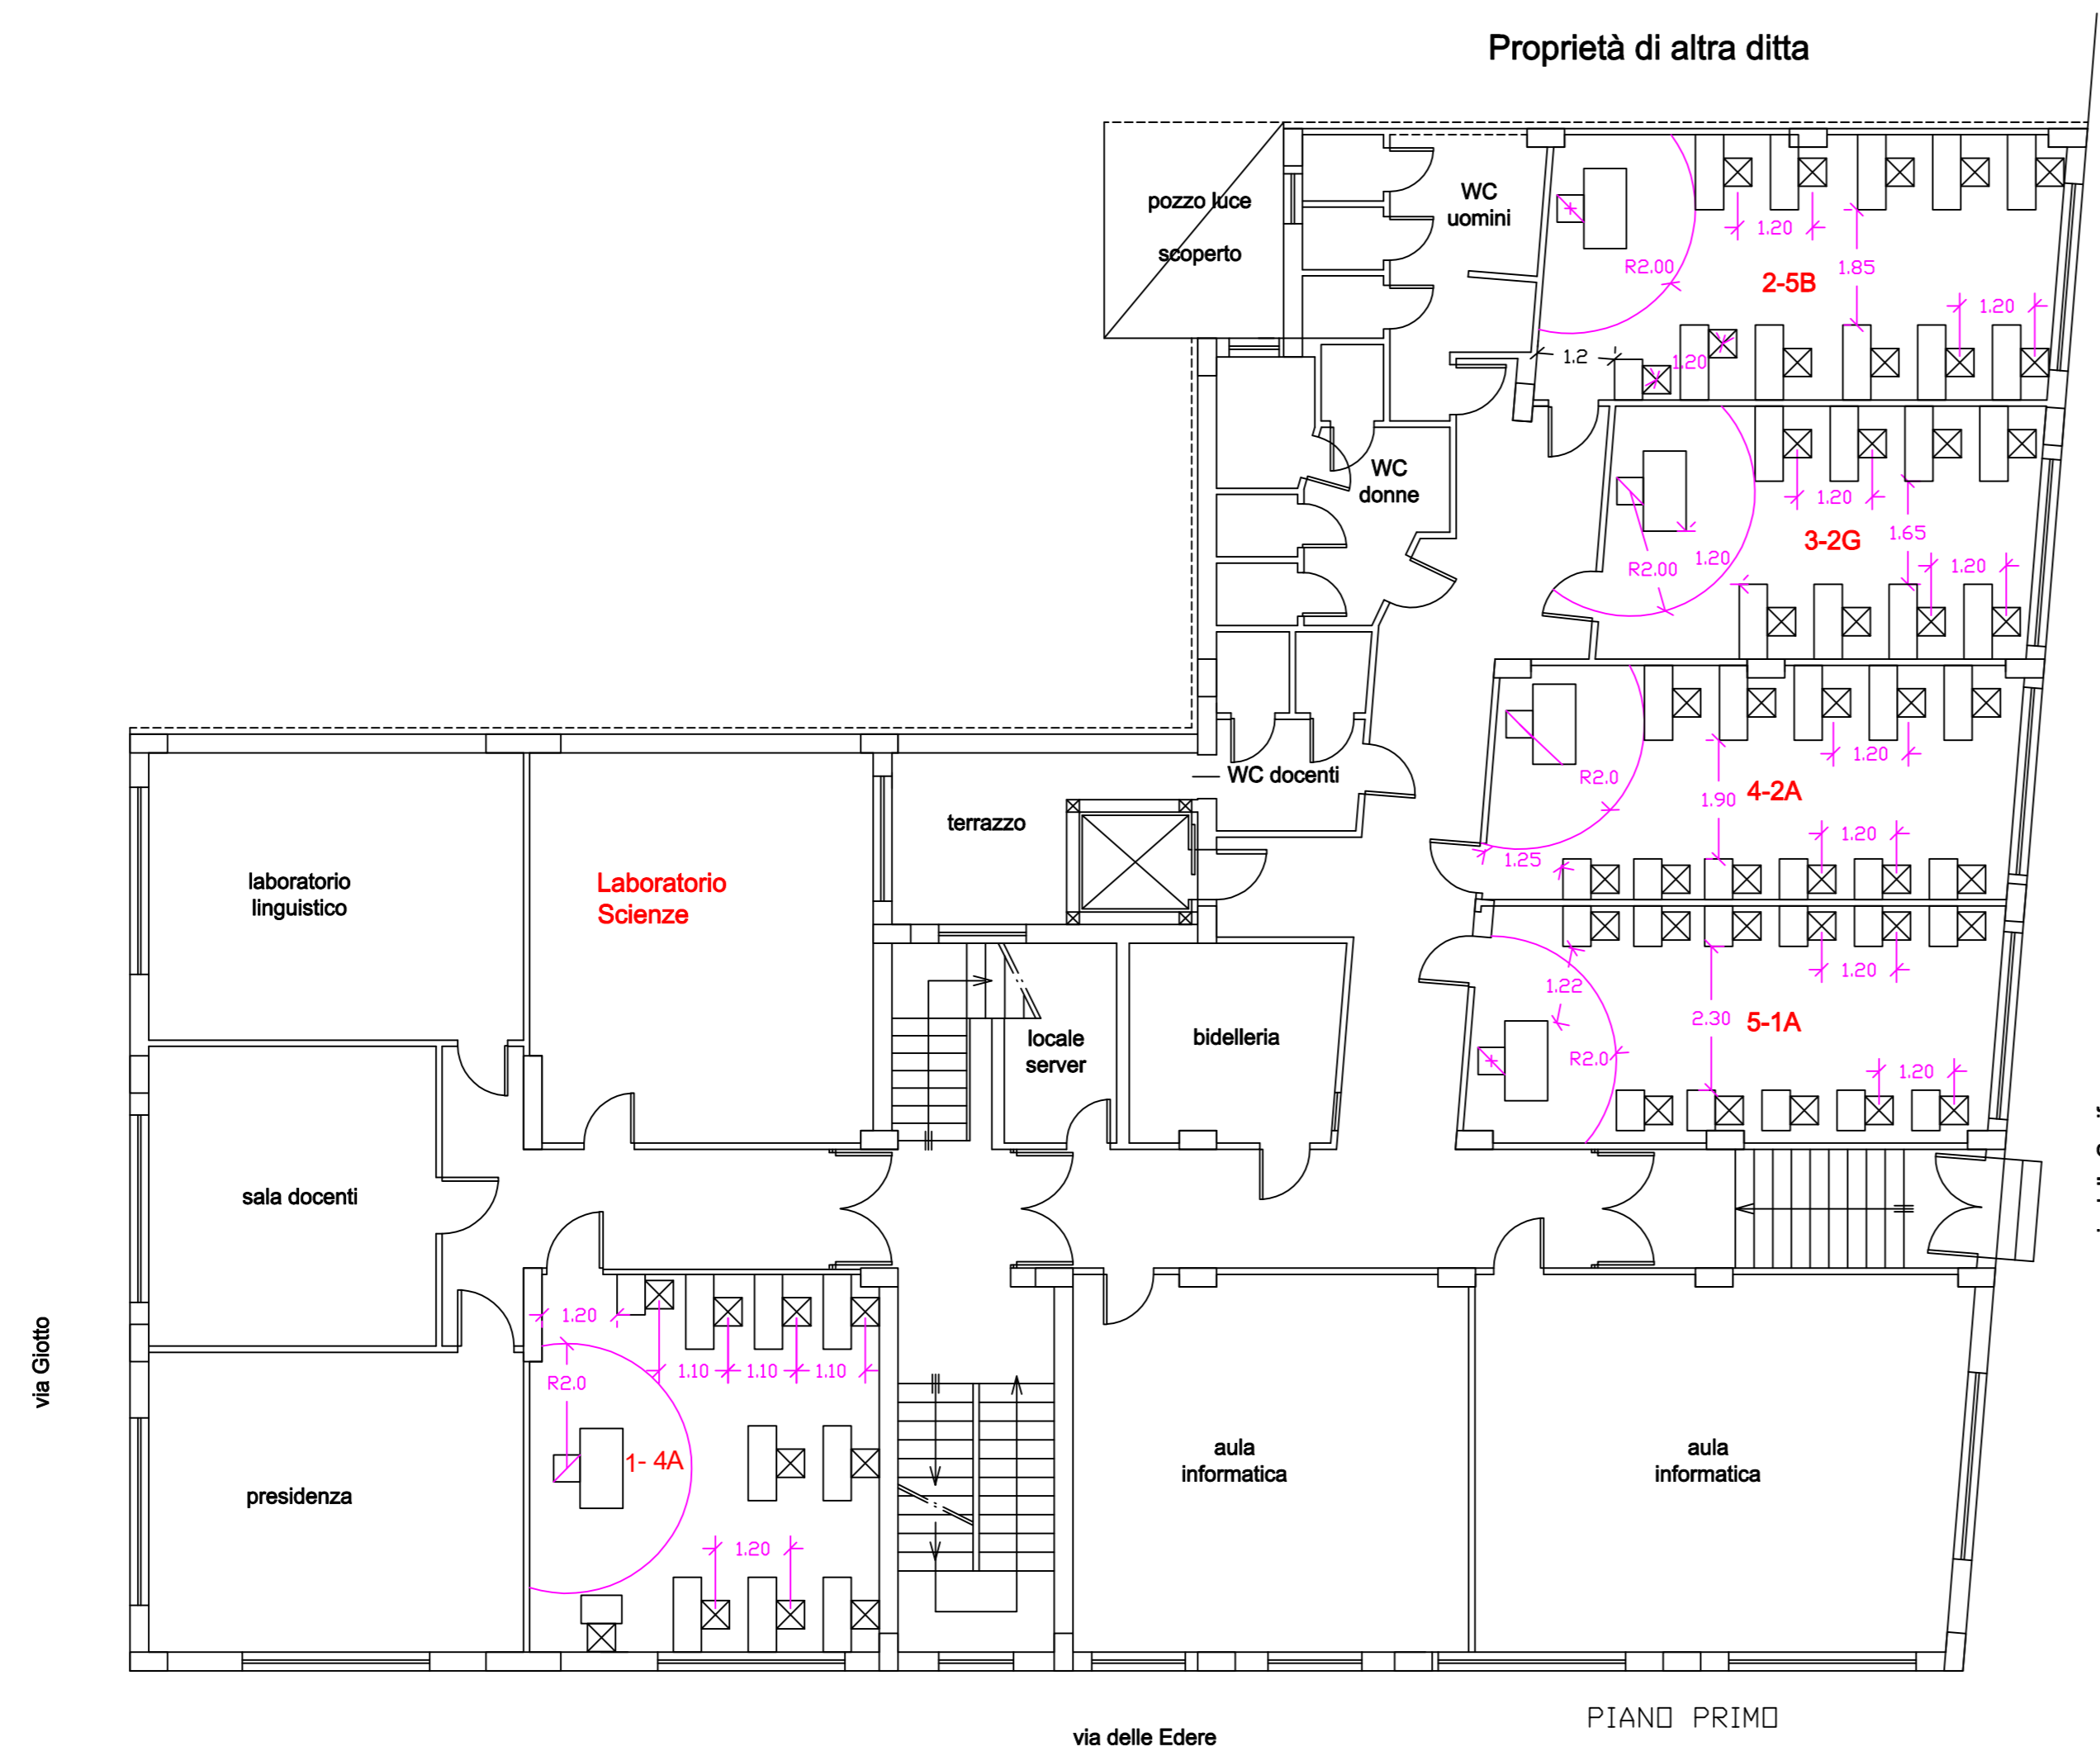 Proprietà di altra ditta
pozzo luce
scoperto
WC
uomini
1.20
R2.00
2-5B
1.85
1.20
1.2
1.20
WC
donne
1.20
3-2G
1.65
R2.00
1.20
1.20
WC docenti
R2.0
1.20
1.90
4-2A
1.20
1.25
terrazzo
laboratorio
linguistico
Laboratorio
Scienze
1.20
1.22
2.30
5-1A
R2.0
1.20
locale
server
bidelleria
sala docenti
1.20
R2.0
1.10
1.10
1.10
1- 4A
1.20
presidenza
aula
informatica
aula
informatica
via Giotto
PIANO PRIMO
via delle Edere